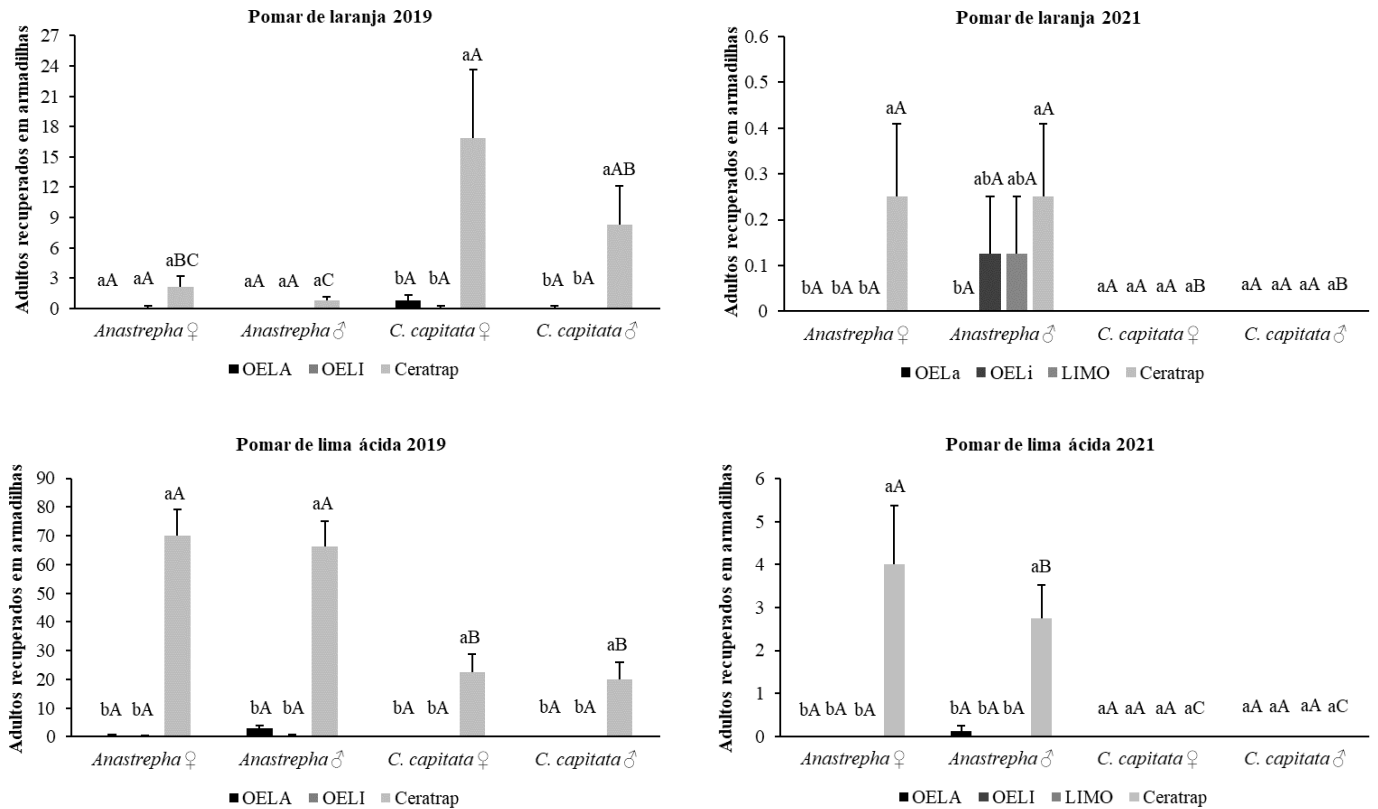 Pomar de laranja 2019
Adultos recuperados em armadilhas
27
24
21
18
15
12
9
6
3
0
aA aA aBC
aA aA aC
bA bA aA
bA bA aAB
Anastrepha ♀ Anastrepha ♂ C. capitata ♀ C. capitata ♂
OELA OELI Ceratrap
Pomar de laranja 2021
Adultos recuperados em armadilhas
0.6
0.5
0.4
0.3
0.2
0.1
0
bA bA bA aA
bA abA abA aA
aA aA aA aB
aA aA aA aB
Anastrepha ♀ Anastrepha ♂ C. capitata ♀ C. capitata ♂
OELa OELi LIMO Ceratrap
Pomar de lima ácida 2019
Adultos recuperados em armadilhas
90
80
70
60
50
40
30
20
10
0
bA bA aA
bA bA aA
bA bA aB
bA bA aB
Anastrepha ♀ Anastrepha ♂ C. capitata ♀ C. capitata ♂
OELA OELI Ceratrap
Pomar de lima ácida 2021
Adultos recuperados em armadilhas
6
5
4
3
2
1
0
bA bA bA aA
bA bA bA aB
aA aA aA aC
aA aA aA aC
Anastrepha ♀ Anastrepha ♂ C. capitata ♀ C. capitata ♂
OELA OELI LIMO Ceratrap